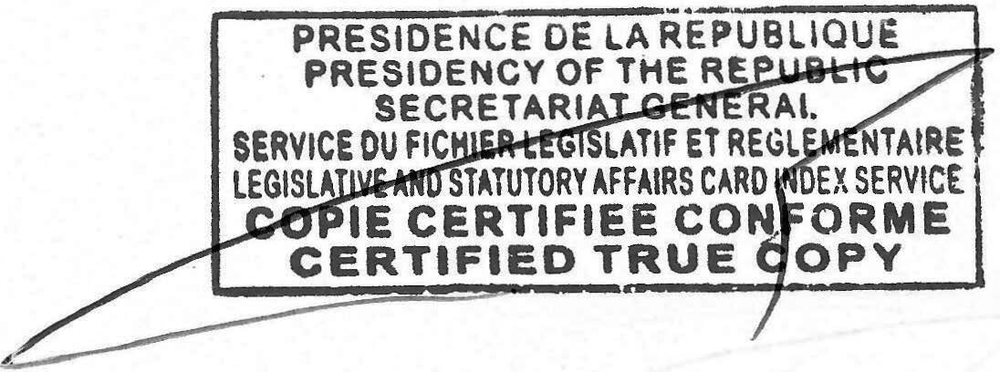 PRESIDENCE DE LA REPUBLIQUE
PRESIDENCY OF THE REPUBLIC
SECRETARIAT GENERAL
SERVICE DU FICHIER LEGISLATIF ET REGLEMENTAIRE
LEGISLATIVE AND STATUTORY AFFAIRS CARD INDEX SERVICE
COPIE CERTIFIEE CONFORME
CERTIFIED TRUE COPY